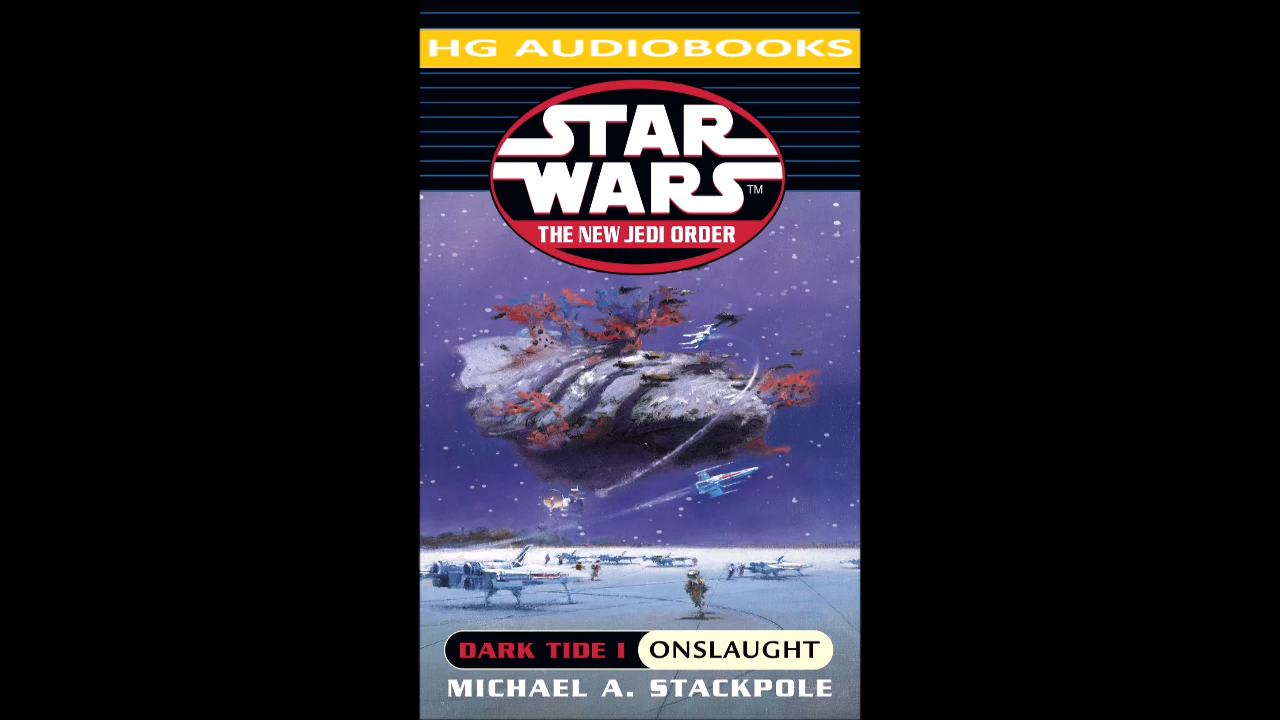 HG AUDIOBOOKS
STAR
WARS TM
THE NEW JEDI ORDER
DARK TIDE I ONSLAUGHT
MICHAEL A. STACKPOLE